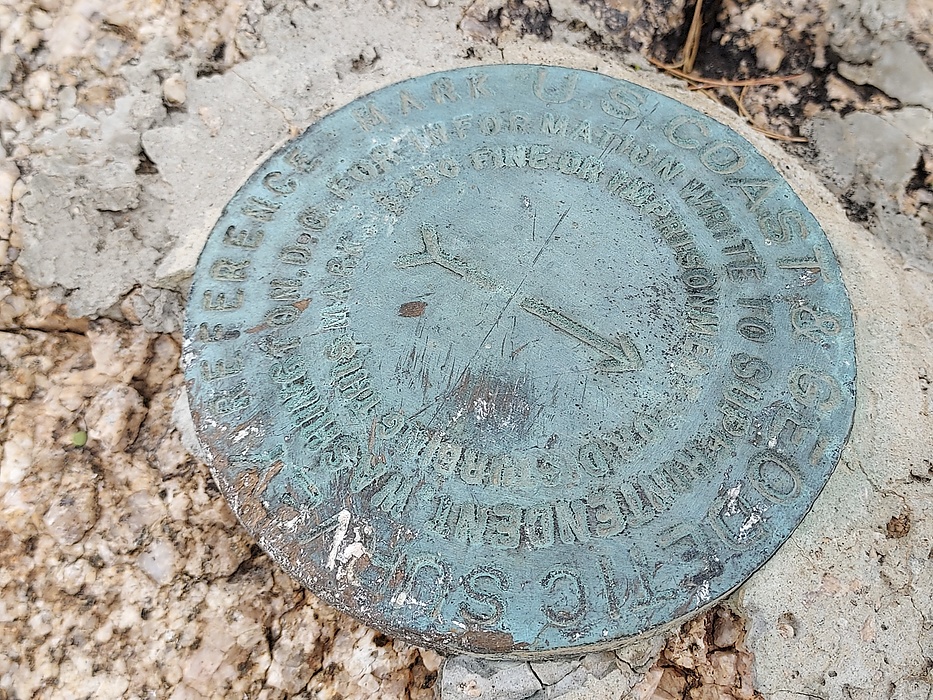 U.S. COAST & GEODETIC SURVEY
REFERENCE MARK
FOR INFORMATION WRITE TO SUPERINTENDENT WASHINGTON, D.C.
$250 FINE OR IMPRISONMENT FOR DISTURBING THIS MARK.